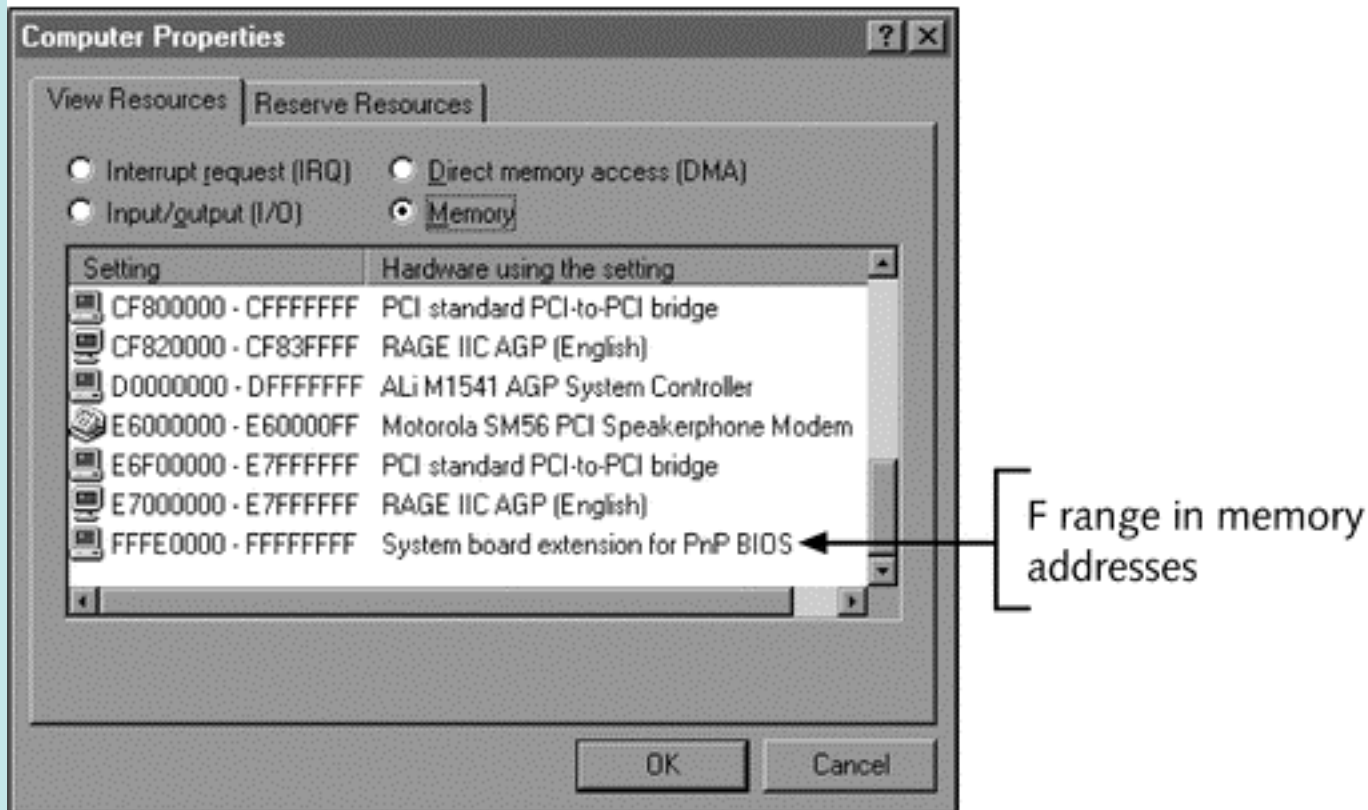 Computer Properties
View Resources Reserve Resources
Interrupt request (IRQ) Direct memory access (DMA)
Input/output (I/O) Memory
Setting Hardware using the setting
CF800000 - CFFFFFFF PCI standard PCI-to-PCI bridge
CF820000 - CF83FFFF RAGE IIC AGP (English)
D0000000 - DFFFFFFF ALi M1541 AGP System Controller
E6000000 - E60000FF Motorola SM56 PCI Speakerphone Modem
E6F00000 - E7FFFFFF PCI standard PCI-to-PCI bridge
E7000000 - E7FFFFFF RAGE IIC AGP (English)
FFFE0000 - FFFFFFFF System board extension for PnP BIOS
F range in memory
addresses
OK Cancel